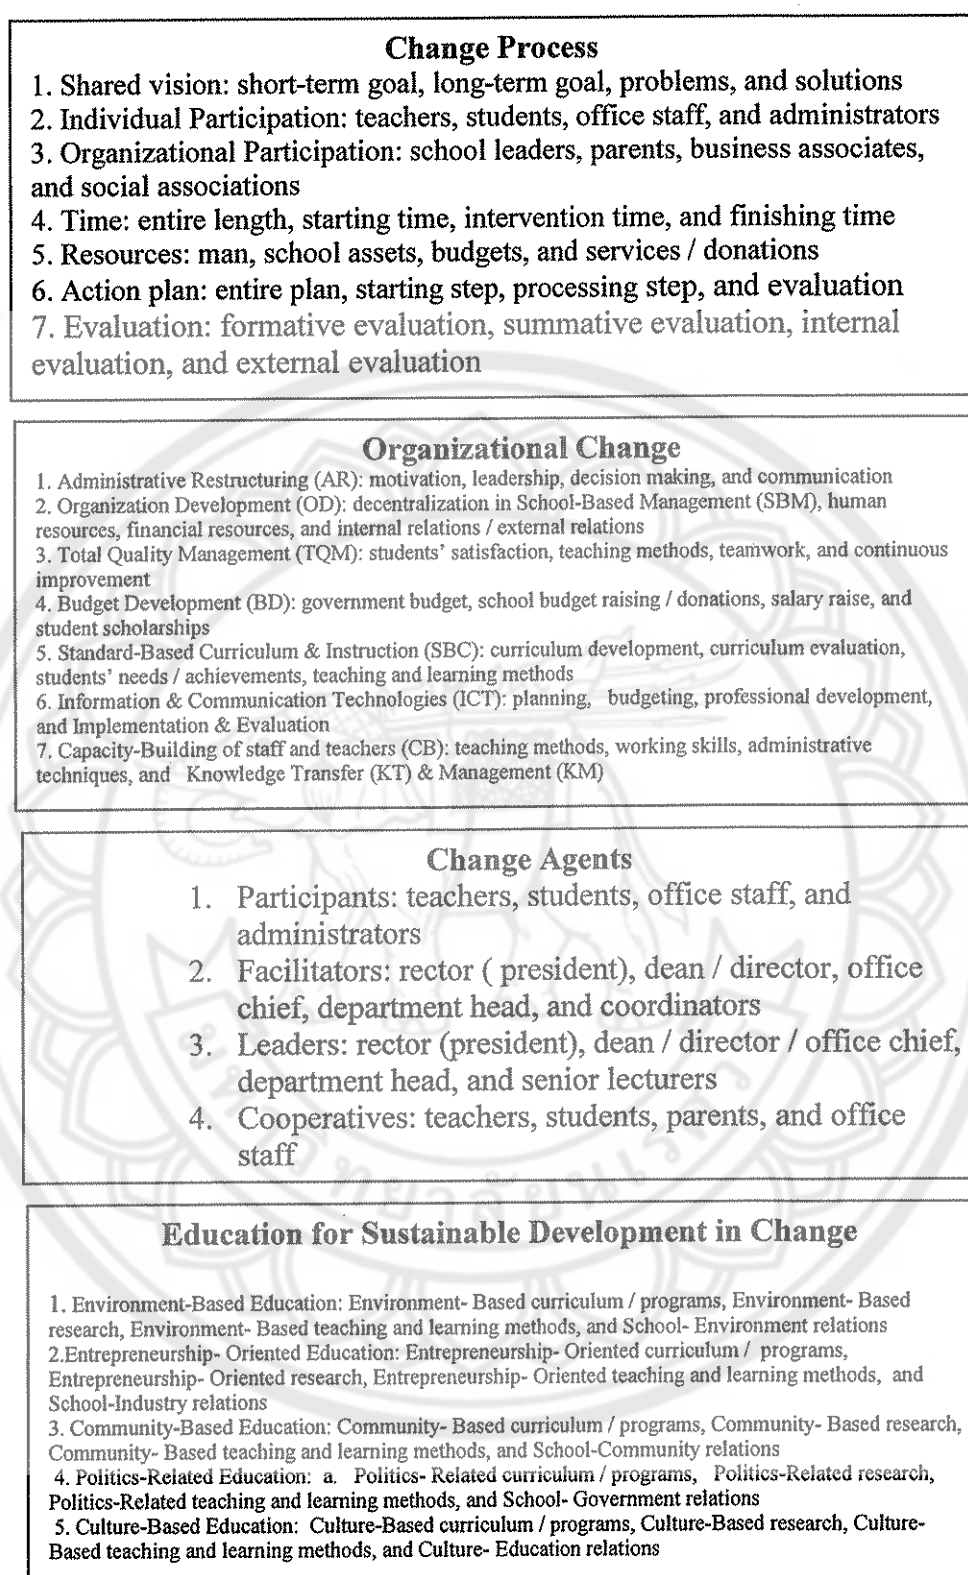 Change Process
1. Shared vision: short-term goal, long-term goal, problems, and solutions
2. Individual Participation: teachers, students, office staff, and administrators
3. Organizational Participation: school leaders, parents, business associates,
and social associations
4. Time: entire length, starting time, intervention time, and finishing time
5. Resources: man, school assets, budgets, and services / donations
6. Action plan: entire plan, starting step, processing step, and evaluation
7. Evaluation: formative evaluation, summative evaluation, internal
evaluation, and external evaluation
Organizational Change
1. Administrative Restructuring (AR): motivation, leadership, decision making, and communication
2. Organization Development (OD): decentralization in School-Based Management (SBM), human
resources, financial resources, and internal relations / external relations
3. Total Quality Management (TQM): students' satisfaction, teaching methods, teamwork, and continuous
improvement
4. Budget Development (BD): government budget, school budget raising / donations, salary raise, and
student scholarships
5. Standard-Based Curriculum & Instruction (SBC): curriculum development, curriculum evaluation,
students' needs / achievements, teaching and learning methods
6. Information & Communication Technologies (ICT): planning, budgeting, professional development,
and Implementation & Evaluation
7. Capacity-Building of staff and teachers (CB): teaching methods, working skills, administrative
techniques, and Knowledge Transfer (KT) & Management (KM)
Change Agents
1. Participants: teachers, students, office staff, and
administrators
2. Facilitators: rector ( president), dean / director, office
chief, department head, and coordinators
3. Leaders: rector (president), dean / director / office chief,
department head, and senior lecturers
4. Cooperatives: teachers, students, parents, and office
staff
Education for Sustainable Development in Change
1. Environment-Based Education: Environment- Based curriculum / programs, Environment- Based
research, Environment- Based teaching and learning methods, and School- Environment relations
2.Entrepreneurship- Oriented Education: Entrepreneurship- Oriented curriculum / programs,
Entrepreneurship- Oriented research, Entrepreneurship- Oriented teaching and learning methods, and
School-Industry relations
3. Community-Based Education: Community- Based curriculum / programs, Community- Based research,
Community- Based teaching and learning methods, and School-Community relations
4. Politics-Related Education: a. Politics- Related curriculum / programs, Politics-Related research,
Politics-Related teaching and learning methods, and School- Government relations
5. Culture-Based Education: Culture-Based curriculum / programs, Culture-Based research, Culture-
Based teaching and learning methods, and Culture- Education relations